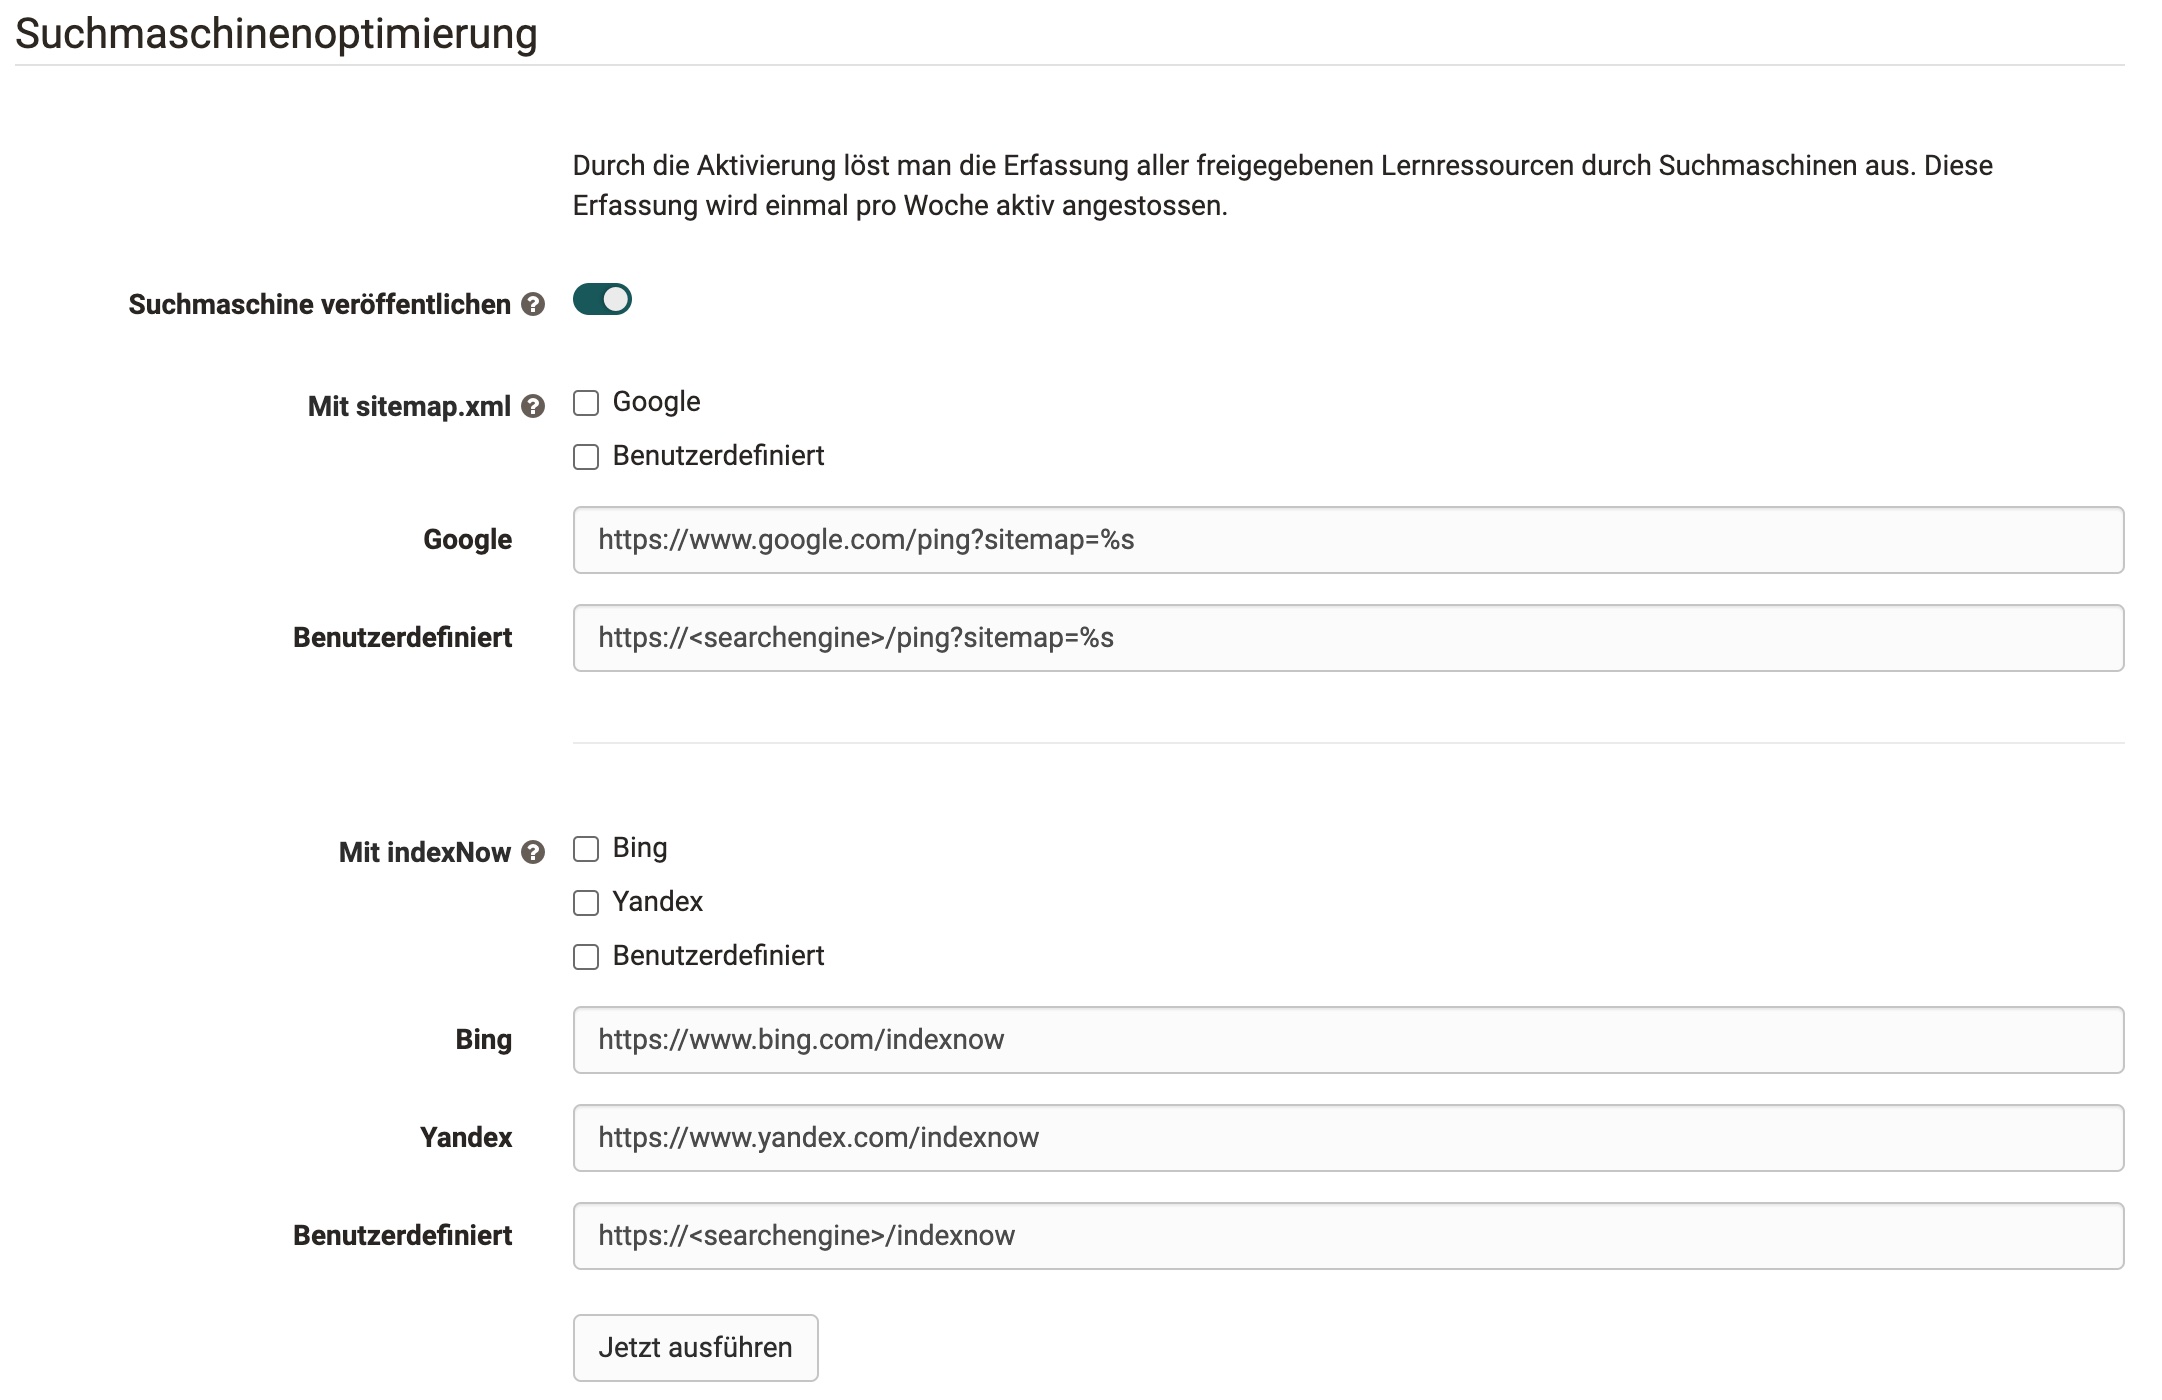 Suchmaschinenoptimierung
Durch die Aktivierung löst man die Erfassung aller freigegebenen Lernressourcen durch Suchmaschinen aus. Diese
Erfassung wird einmal pro Woche aktiv angestossen.
Suchmaschine veröffentlichen ?
Mit sitemap.xml ? Google
Benutzerdefiniert
Google https://www.google.com/ping?sitemap=%s
Benutzerdefiniert https://<searchengine>/ping?sitemap=%s
Mit indexNow ? Bing
Yandex
Benutzerdefiniert
Bing https://www.bing.com/indexnow
Yandex https://www.yandex.com/indexnow
Benutzerdefiniert https://<searchengine>/indexnow
Jetzt ausführen